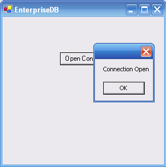 EnterpriseDB
Open Con
Connection Open
OK